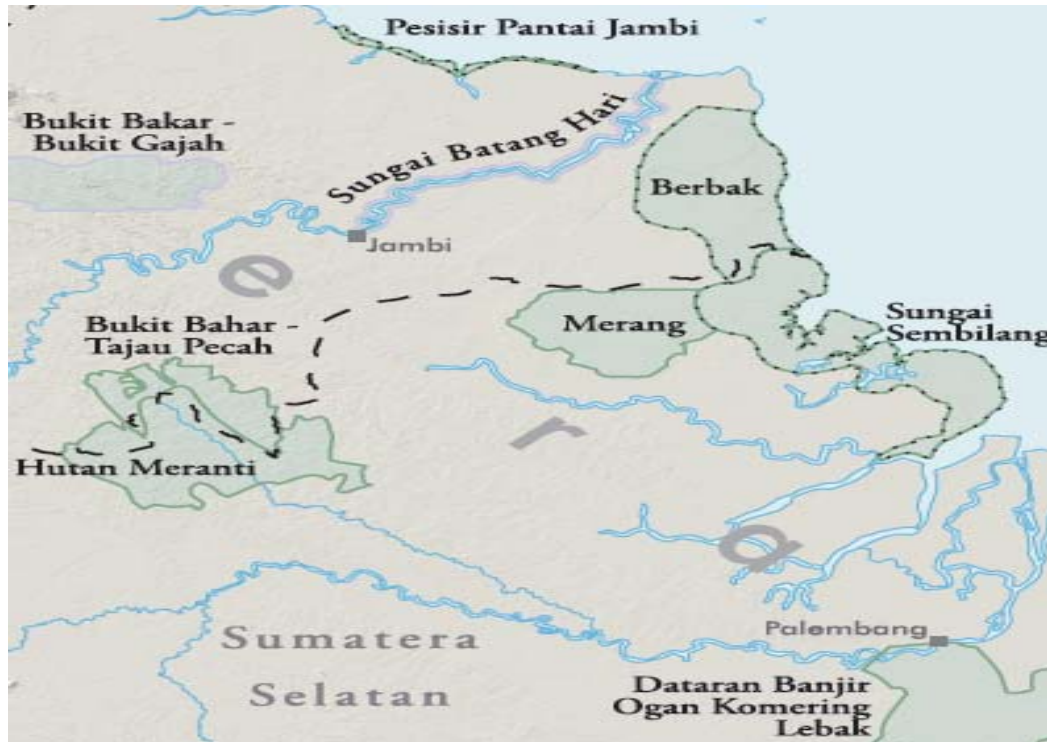 Pesisir Pantai Jambi
Bukit Bakar -
Bukit Gajah
Sungai Batang Hari
Berbak
Jambi
e
Bukit Bahar -
Tajau Pecah
Merang
Sungai
Sembilang
r
Hutan Meranti
a
Sumatera
Selatan
Palembang
Dataran Banjir
Ogan Komering
Lebak